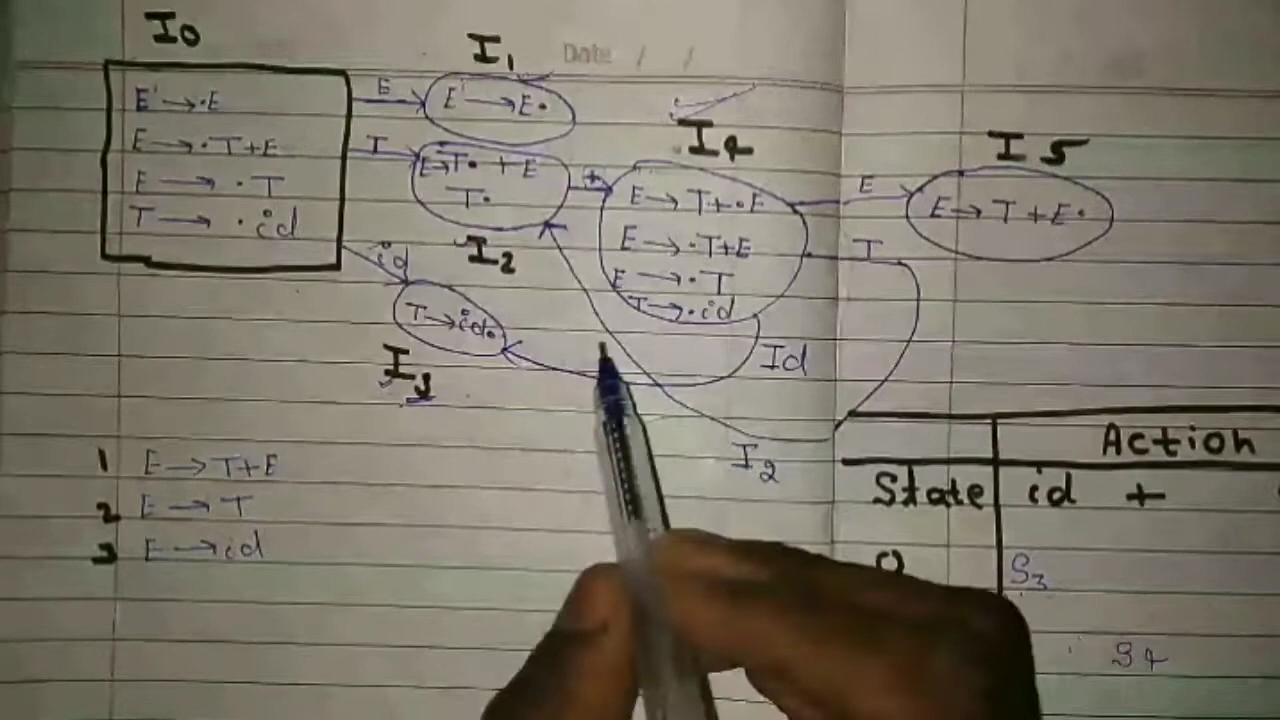 I0
I1
Date / /
E' → ·E
E
E' → E·
E → ·T+E
T
E→T· + E
+
I4
I5
E → ·T
T·
E → T+·E
E
E → T + E·
T → ·id
E → ·T+E
T
id
I2
E → ·T
T → ·id
T → id·
Id
I3
I2
1 E → T+E
2 E → T
3 E → id
Action
State id +
0 S3
S4